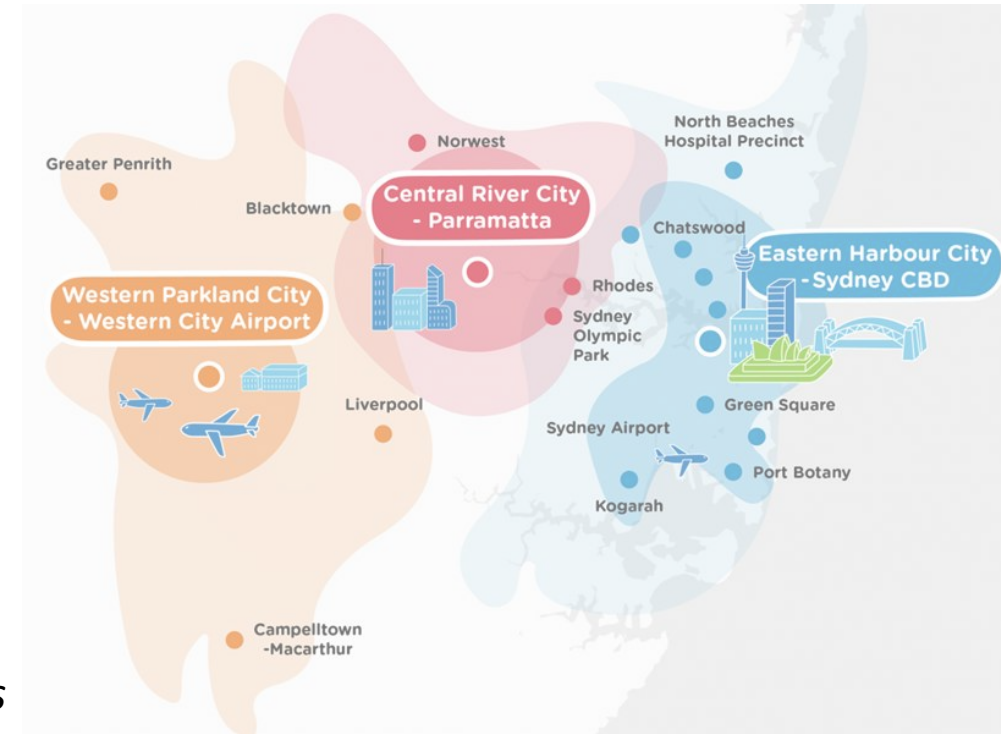 North Beaches
Hospital Precinct
Norwest
Greater Penrith
Central River City
- Parramatta
Blacktown
Chatswood
Eastern Harbour City
-Sydney CBD
Rhodes
Western Parkland City
- Western City Airport
Sydney
Olympic
Park
Liverpool
Green Square
Sydney Airport
Port Botany
Kogarah
Campelltown
-Macarthur
s